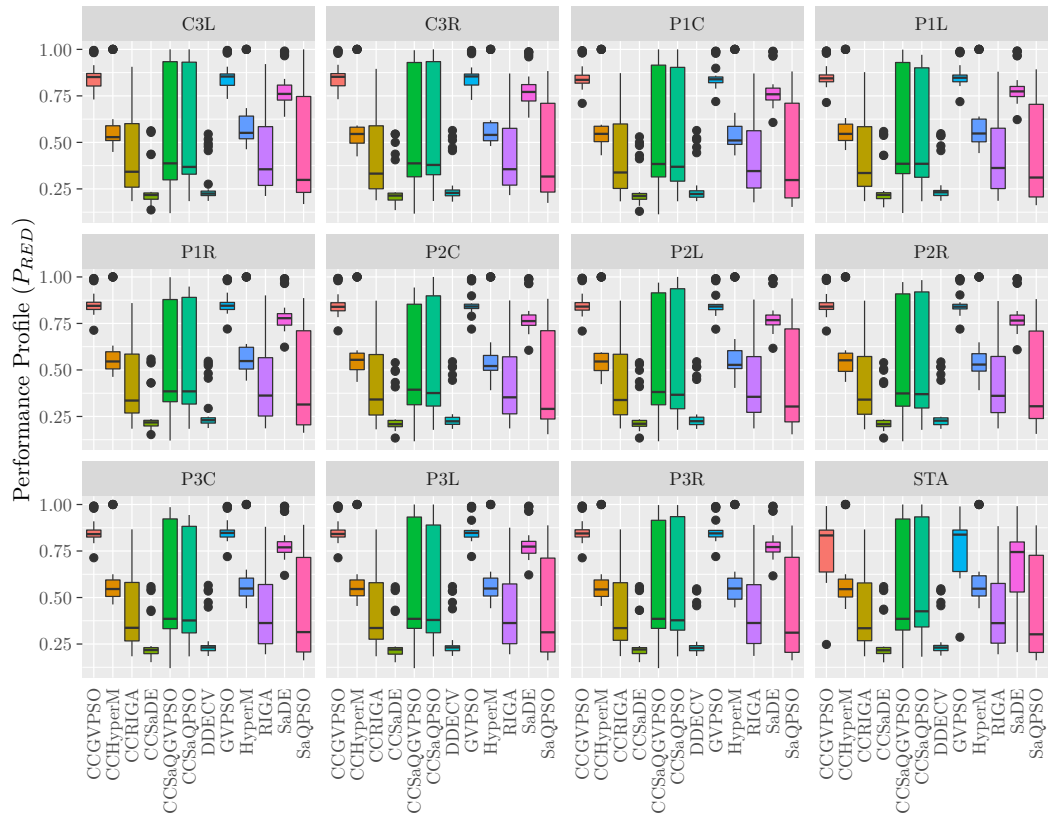 C3L C3R P1C P1L
1.00
0.75
0.50
0.25
P1R P2C P2L P2R
1.00
0.75
0.50
0.25
P3C P3L P3R STA
1.00
0.75
0.50
0.25
Performance Profile (P_RED)
CCGVPSO
CCHyperM
CCRIGA
CCSaDE
CCSaQGVPSO
CCSaQPSO
DDECV
GVPSO
HyperM
RIGA
SaDE
SaQPSO
CCGVPSO
CCHyperM
CCRIGA
CCSaDE
CCSaQGVPSO
CCSaQPSO
DDECV
GVPSO
HyperM
RIGA
SaDE
SaQPSO
CCGVPSO
CCHyperM
CCRIGA
CCSaDE
CCSaQGVPSO
CCSaQPSO
DDECV
GVPSO
HyperM
RIGA
SaDE
SaQPSO
CCGVPSO
CCHyperM
CCRIGA
CCSaDE
CCSaQGVPSO
CCSaQPSO
DDECV
GVPSO
HyperM
RIGA
SaDE
SaQPSO